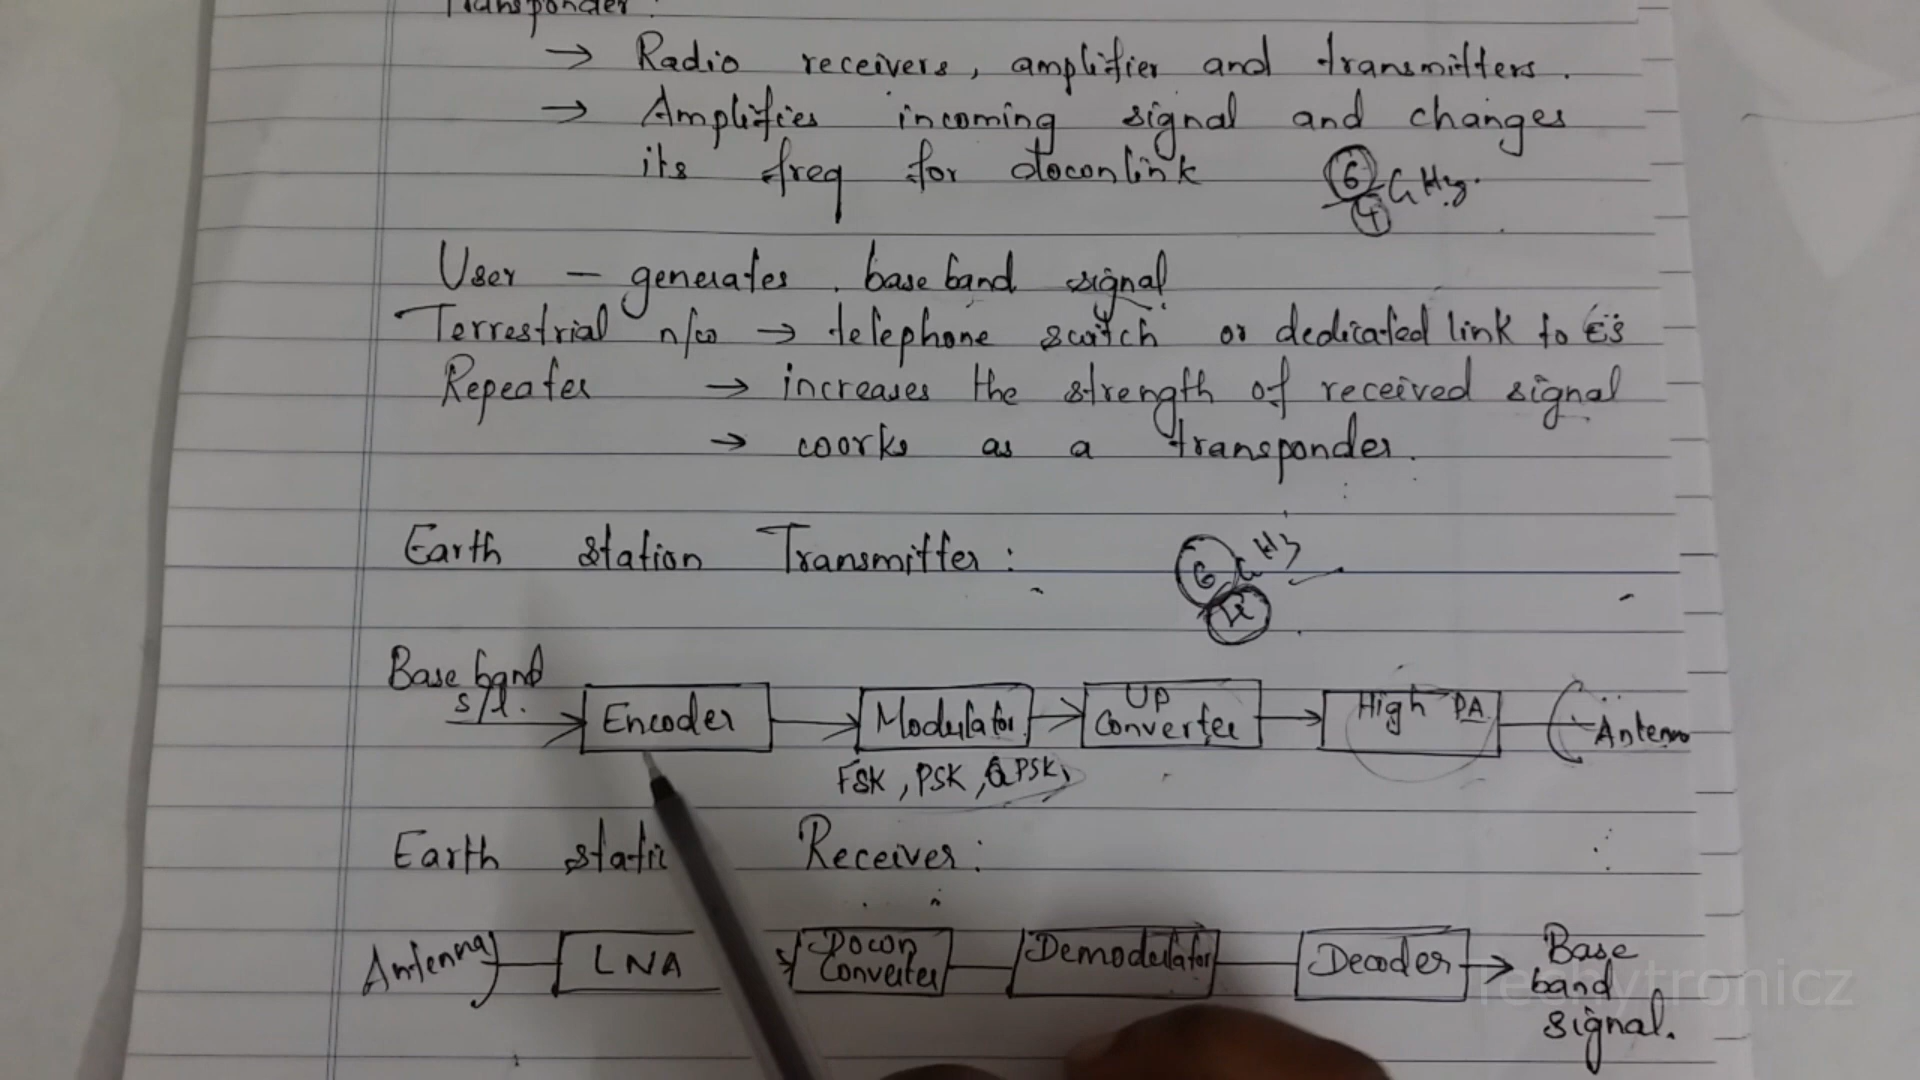 Transponder:
→ Radio receivers, amplifier and transmitters.
→ Amplifies incoming signal and changes
its freq for downlink 6/4 GHz.
User – generates base band signal
Terrestrial n/w → telephone switch or dedicated link to ES
Repeater → increases the strength of received signal
→ works as a transponder.
Earth station Transmitter: 6 GHz
Base band
s/l. Encoder Modulator UP Converter High PA Antenna
FSK, PSK, QPSK,
Earth static Receiver:
Antenna LNA Down Converter Demodulator Decoder → Base band signal.
Techytronicz